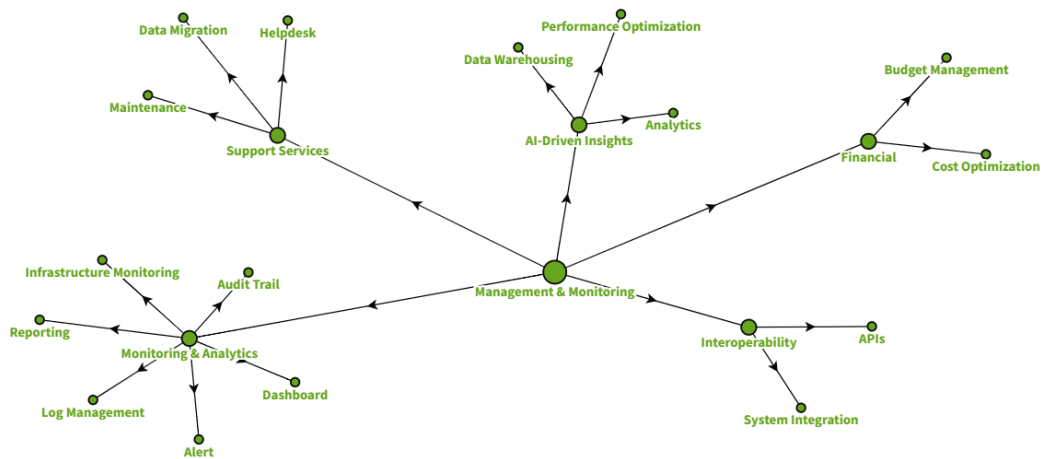 Data Migration
Helpdesk
Performance Optimization
Data Warehousing
Budget Management
Maintenance
Analytics
Support Services
AI-Driven Insights
Financial
Cost Optimization
Infrastructure Monitoring
Audit Trail
Management & Monitoring
Reporting
Interoperability
APIs
Monitoring & Analytics
Dashboard
Log Management
System Integration
Alert